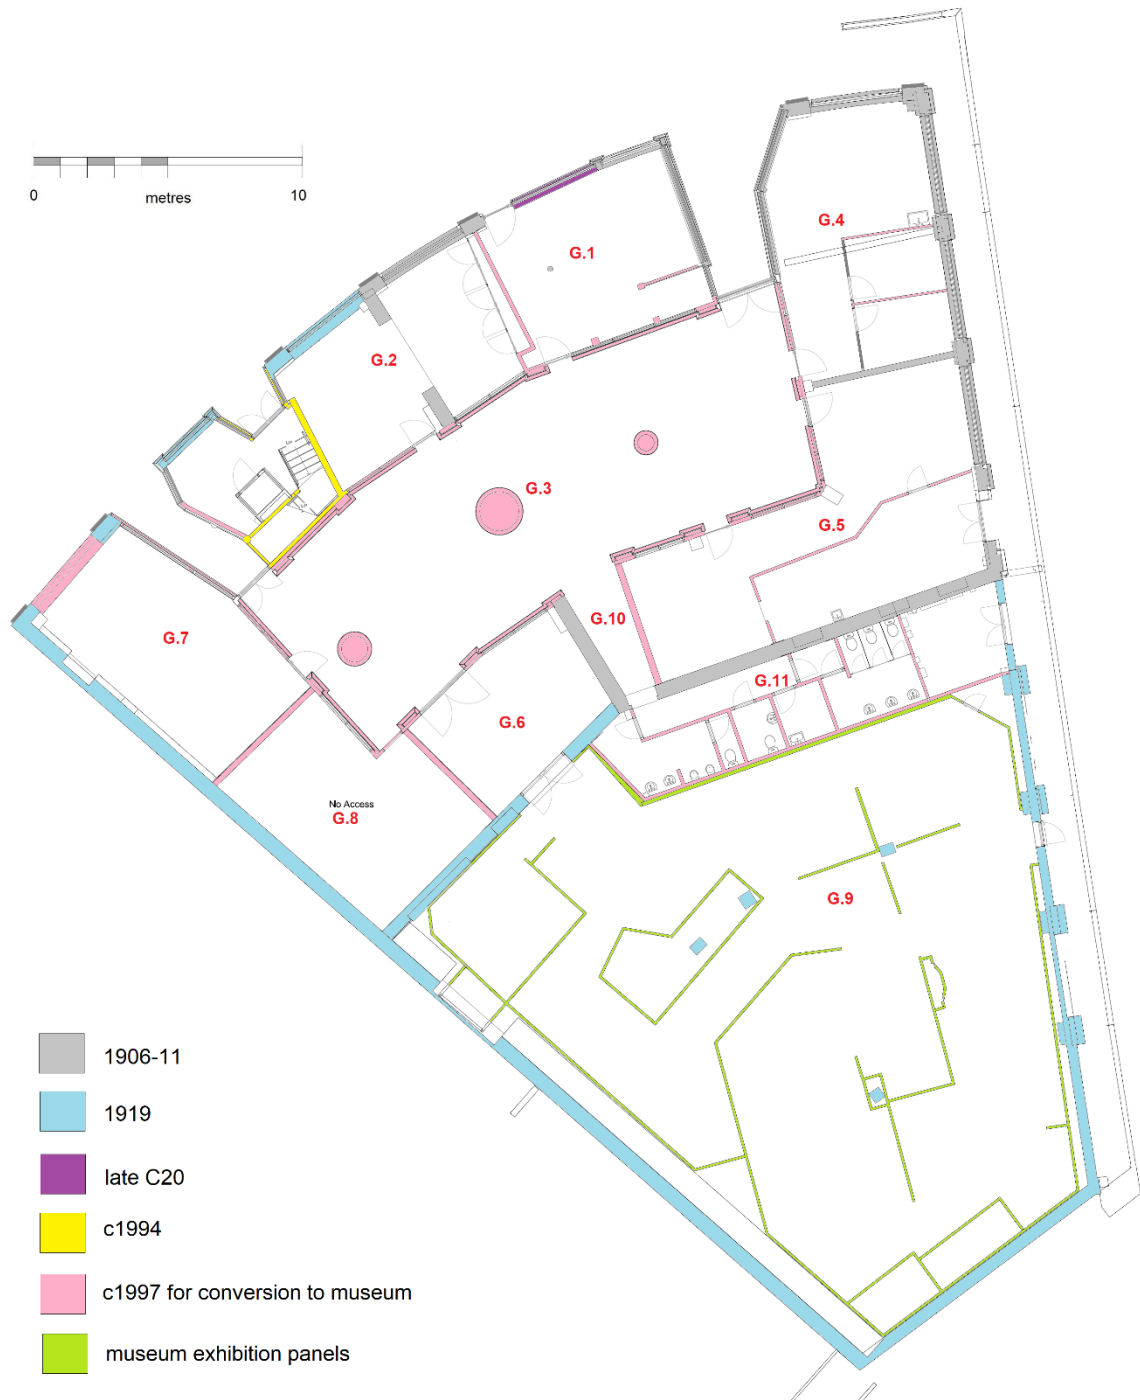 0
metres
10
G.4
G.1
G.2
G.3
G.5
G.10
G.7
G.11
G.6
No Access
G.8
G.9
1906-11
1919
late C20
c1994
c1997 for conversion to museum
museum exhibition panels